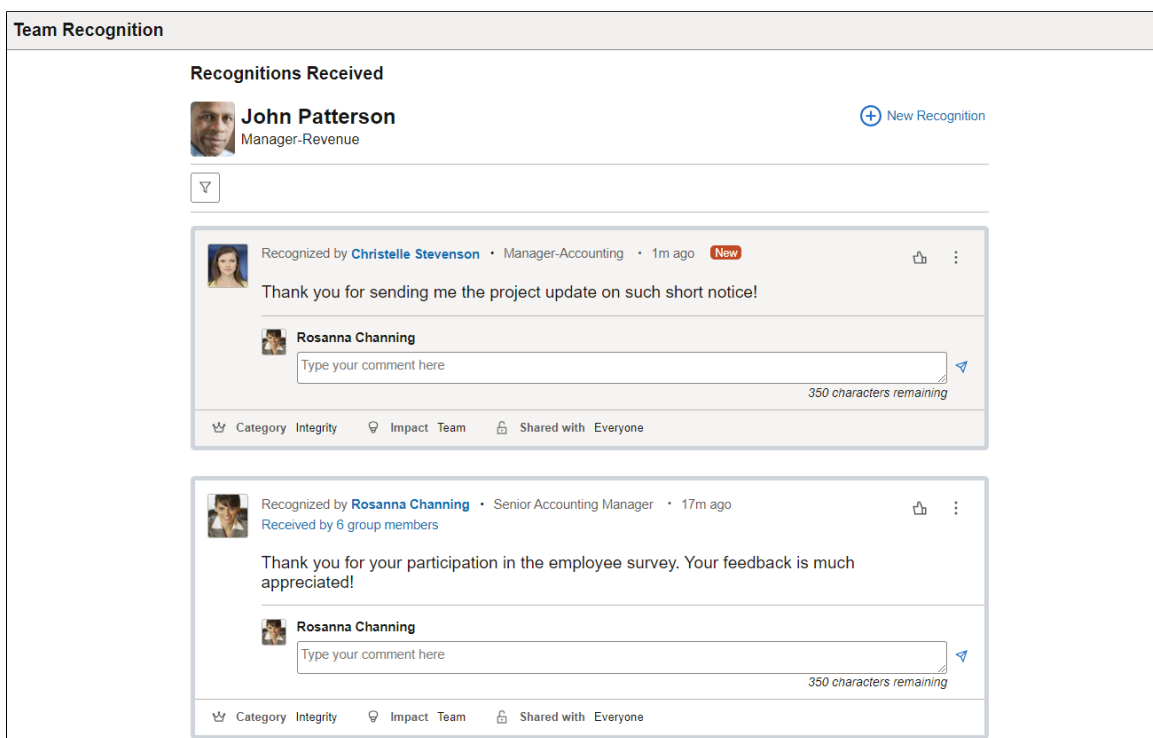 Team Recognition
Recognitions Received
John Patterson
Manager-Revenue
New Recognition
Recognized by Christelle Stevenson • Manager-Accounting • 1m ago New
Thank you for sending me the project update on such short notice!
Rosanna Channing
Type your comment here
350 characters remaining
Category Integrity Impact Team Shared with Everyone
Recognized by Rosanna Channing • Senior Accounting Manager • 17m ago
Received by 6 group members
Thank you for your participation in the employee survey. Your feedback is much
appreciated!
Rosanna Channing
Type your comment here
350 characters remaining
Category Integrity Impact Team Shared with Everyone